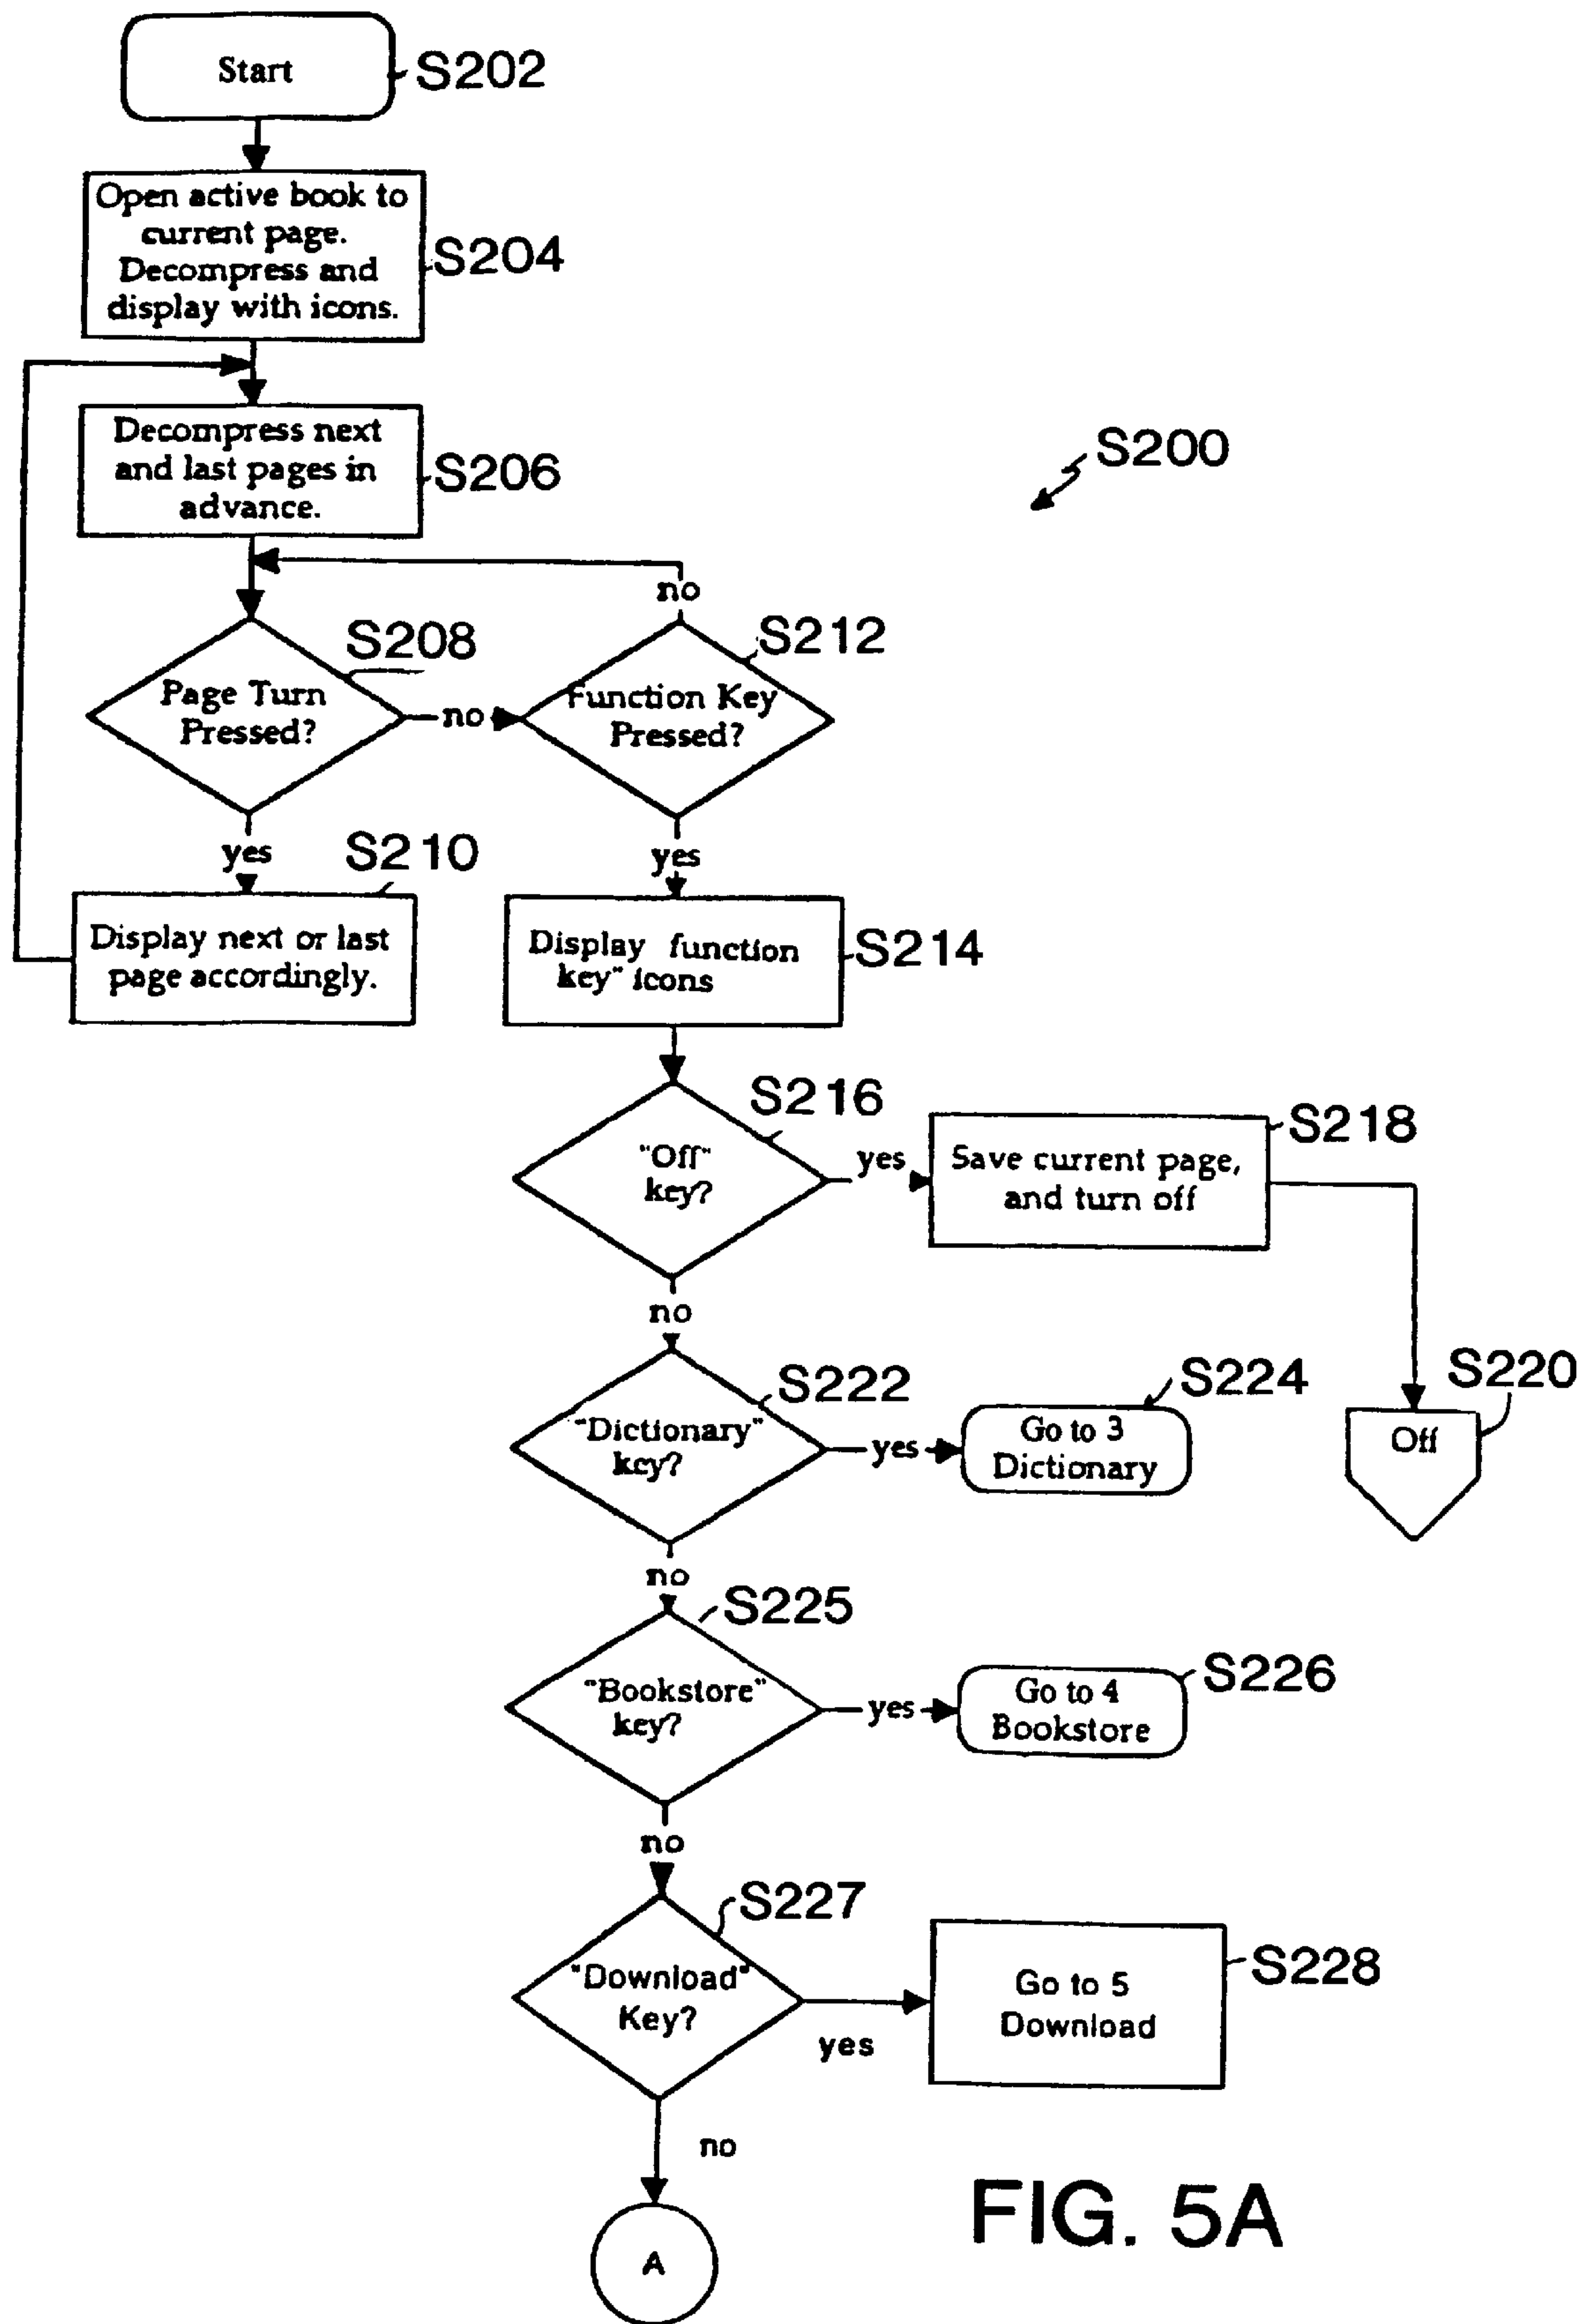 Start
S202
Open active book to
current page.
Decompress and
display with icons.
S204
Decompress next
and last pages in
advance.
S206
S200
no
S208
S212
Page Turn
Pressed?
no
Function Key
Pressed?
yes
S210
yes
Display next or last
page accordingly.
Display function
key" icons
S214
S216
S218
"Off"
key?
yes
Save current page,
and turn off
no
S222
S224
S220
"Dictionary"
key?
yes
Go to 3
Dictionary
Off
no
S225
S226
"Bookstore"
key?
yes
Go to 4
Bookstore
no
S227
"Download"
Key?
yes
Go to 5
Download
S228
no
A
FIG. 5A